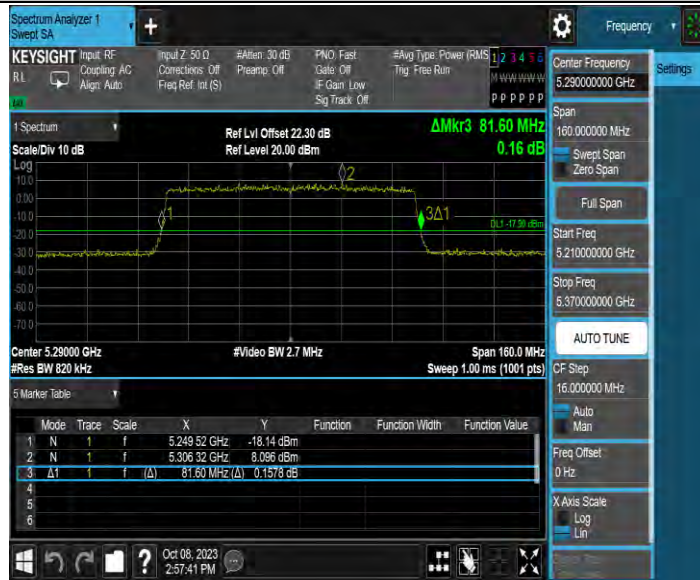 Spectrum Analyzer 1
Swept SA
+
Frequency
KEYSIGHT
RL
Input: RF
Coupling: AC
Align: Auto
Input Z: 50 Ω
Corrections: Off
Freq Ref: Int (S)
#Atten: 30 dB
Preamp: Off
PNO: Fast
Gate: Off
IF Gain: Low
Sig Track: Off
#Avg Type: Power (RMS
Trig: Free Run
1 2 3 4 5 6
M W W W W W
P P P P P P
1 Spectrum
Scale/Div 10 dB
Ref Lvl Offset 22.30 dB
Ref Level 20.00 dBm
ΔMkr3 81.60 MHz
0.16 dB
Log
10.0
0.00
-10.0
-20.0
-30.0
-40.0
-50.0
-60.0
-70.0
2
1
3Δ1
Center 5.29000 GHz
#Res BW 820 kHz
#Video BW 2.7 MHz
Span 160.0 MHz
Sweep 1.00 ms (1001 pts)
5 Marker Table
Mode Trace Scale X Y Function Function Width Function Value
1 N 1 f 5.249 52 GHz -18.14 dBm
2 N 1 f 5.306 32 GHz 8.096 dBm
3 Δ1 1 f (Δ) 81.60 MHz (Δ) 0.1578 dB
4
5
6
Oct 08, 2023
2:57:41 PM
?
Center Frequency
5.290000000 GHz
Settings
Span
160.000000 MHz
Swept Span
Zero Span
Full Span
Start Freq
5.210000000 GHz
Stop Freq
5.370000000 GHz
AUTO TUNE
CF Step
16.000000 MHz
Auto
Man
Freq Offset
0 Hz
X Axis Scale
Log
Lin